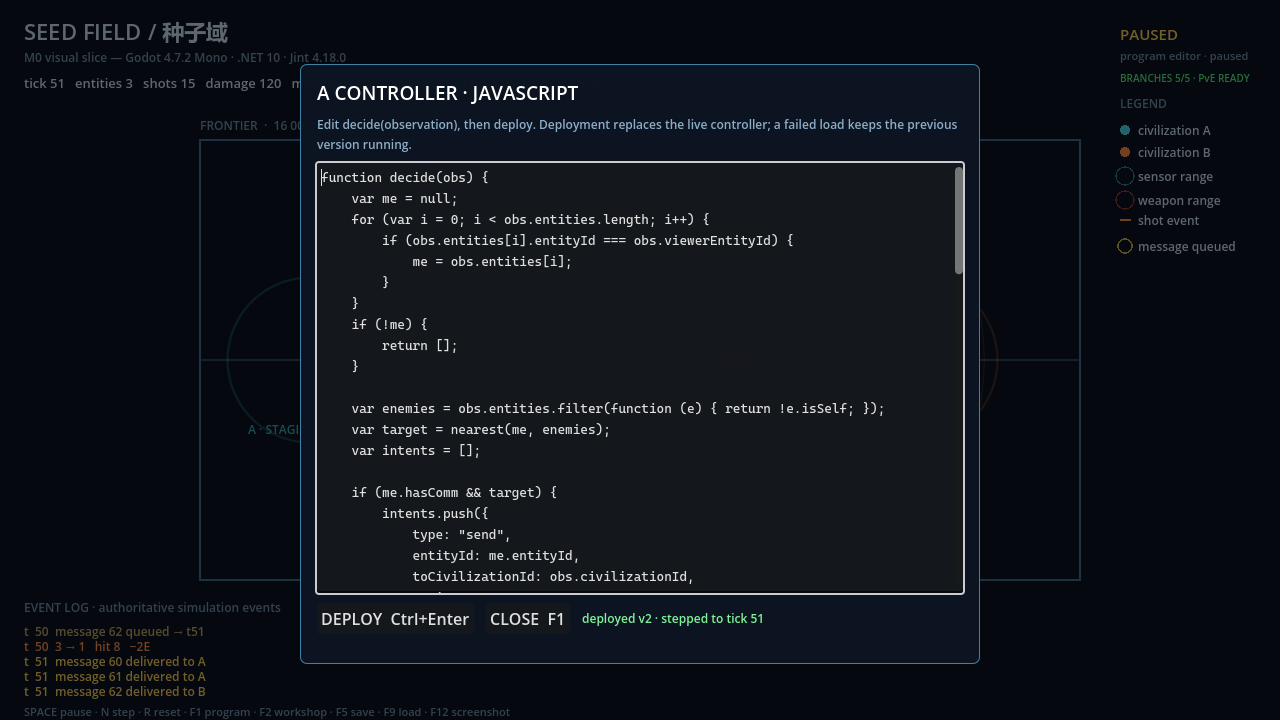 SEED FIELD / 种子域
M0 visual slice — Godot 4.7.2 Mono · .NET 10 · Jint 4.18.0
tick 51 entities 3 shots 15 damage 120
FRONTIER · 16 00
A · STAGI
A CONTROLLER · JAVASCRIPT
Edit decide(observation), then deploy. Deployment replaces the live controller; a failed load keeps the previous
version running.
function decide(obs) {
    var me = null;
    for (var i = 0; i < obs.entities.length; i++) {
        if (obs.entities[i].entityId === obs.viewerEntityId) {
            me = obs.entities[i];
        }
    }
    if (!me) {
        return [];
    }
    var enemies = obs.entities.filter(function (e) { return !e.isSelf; });
    var target = nearest(me, enemies);
    var intents = [];
    if (me.hasComm && target) {
        intents.push({
            type: "send",
            entityId: me.entityId,
            toCivilizationId: obs.civilizationId,
DEPLOY Ctrl+Enter
CLOSE F1
deployed v2 · stepped to tick 51
PAUSED
program editor · paused
BRANCHES 5/5 · PvE READY
LEGEND
civilization A
civilization B
sensor range
weapon range
shot event
message queued
EVENT LOG · authoritative simulation events
t 50 message 62 queued → t51
t 50 3 → 1 hit 8 −2E
t 51 message 60 delivered to A
t 51 message 61 delivered to A
t 51 message 62 delivered to B
SPACE pause · N step · R reset · F1 program · F2 workshop · F5 save · F9 load · F12 screenshot